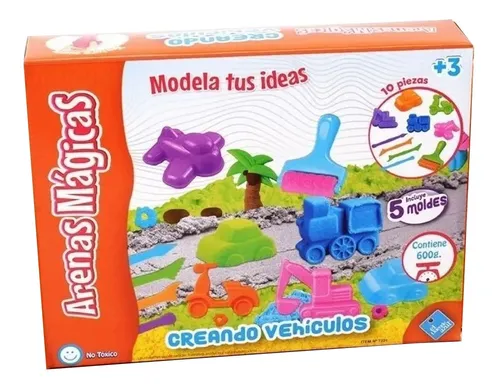 Arenas Mágicas
CREANDO
VEHÍCULOS
Arenas Mágicas
Modela tus ideas
+3
10 piezas
Incluye
5 moldes
Contiene
600g.
CREANDO VEHÍCULOS
No Tóxico